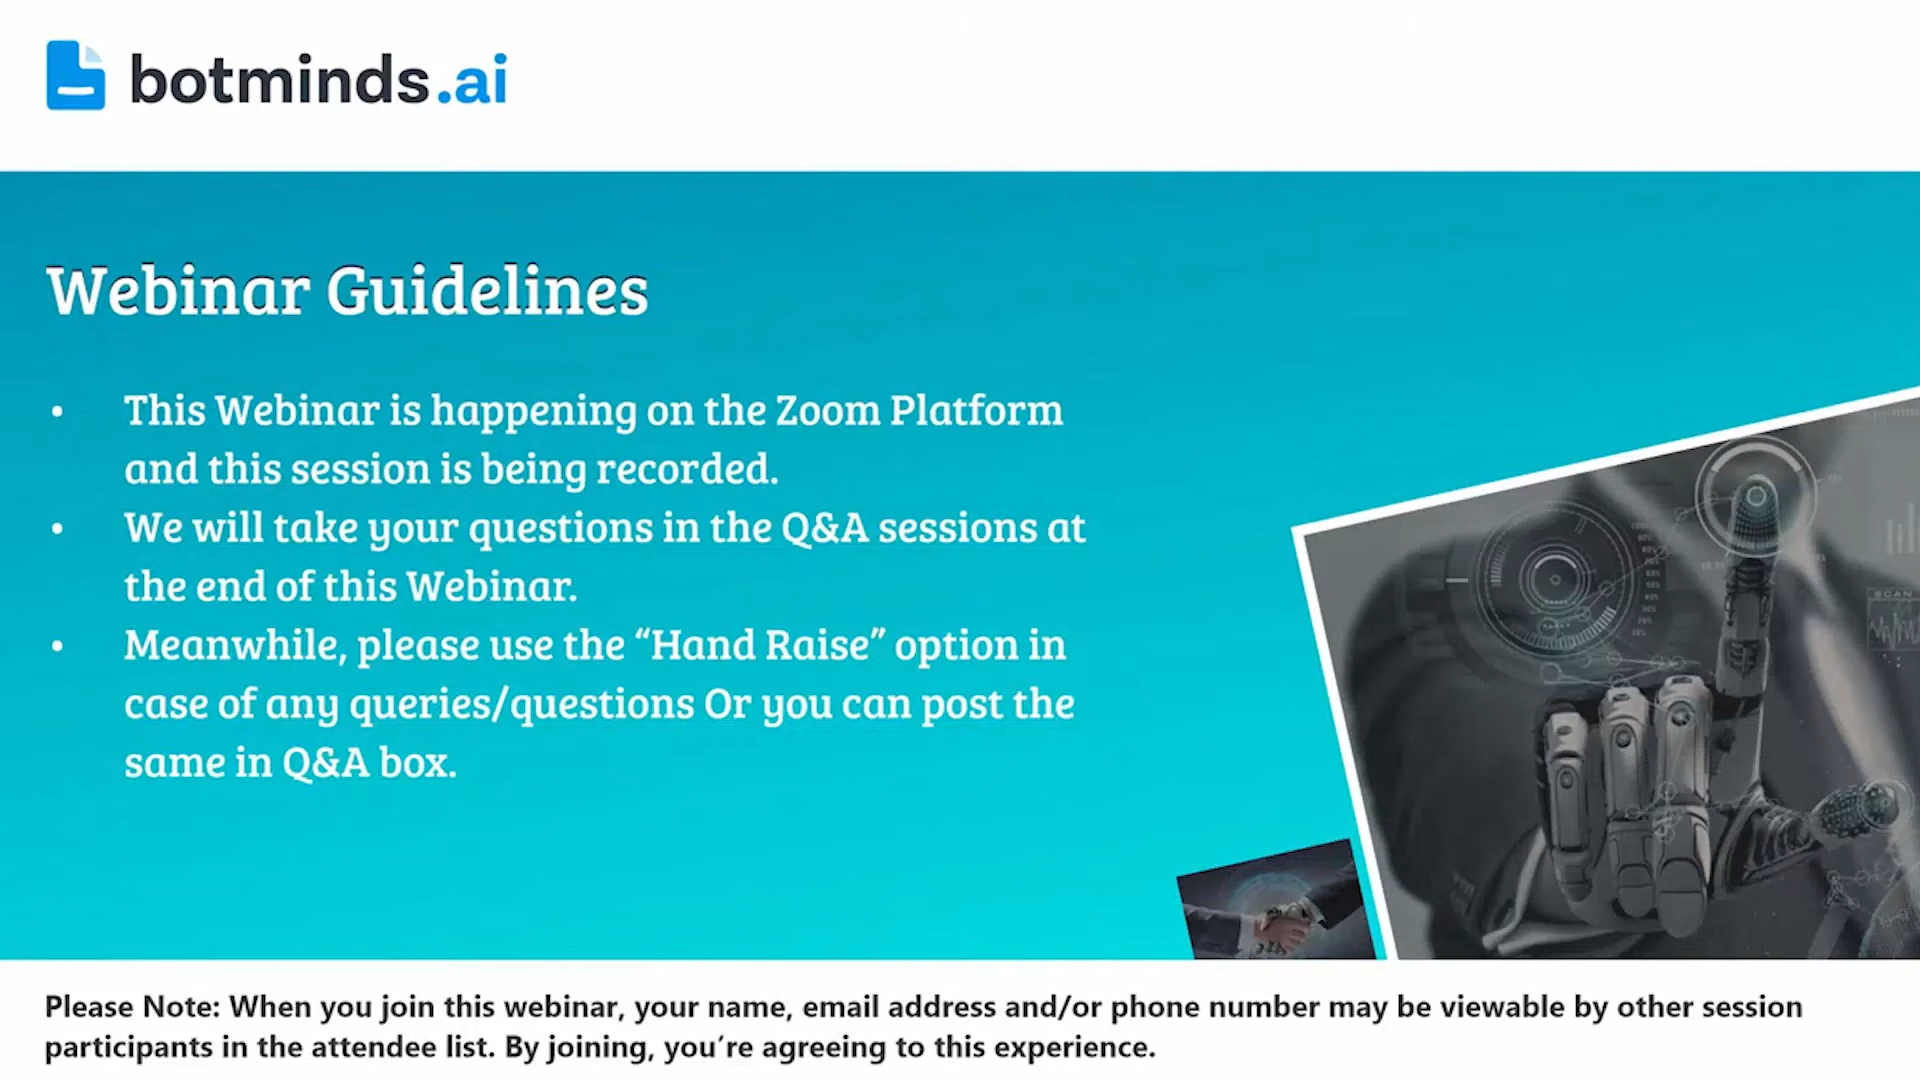 botminds.ai
Webinar Guidelines
• This Webinar is happening on the Zoom Platform
and this session is being recorded.
• We will take your questions in the Q&A sessions at
the end of this Webinar.
• Meanwhile, please use the “Hand Raise” option in
case of any queries/questions Or you can post the
same in Q&A box.
SCAN
Please Note: When you join this webinar, your name, email address and/or phone number may be viewable by other session
participants in the attendee list. By joining, you’re agreeing to this experience.